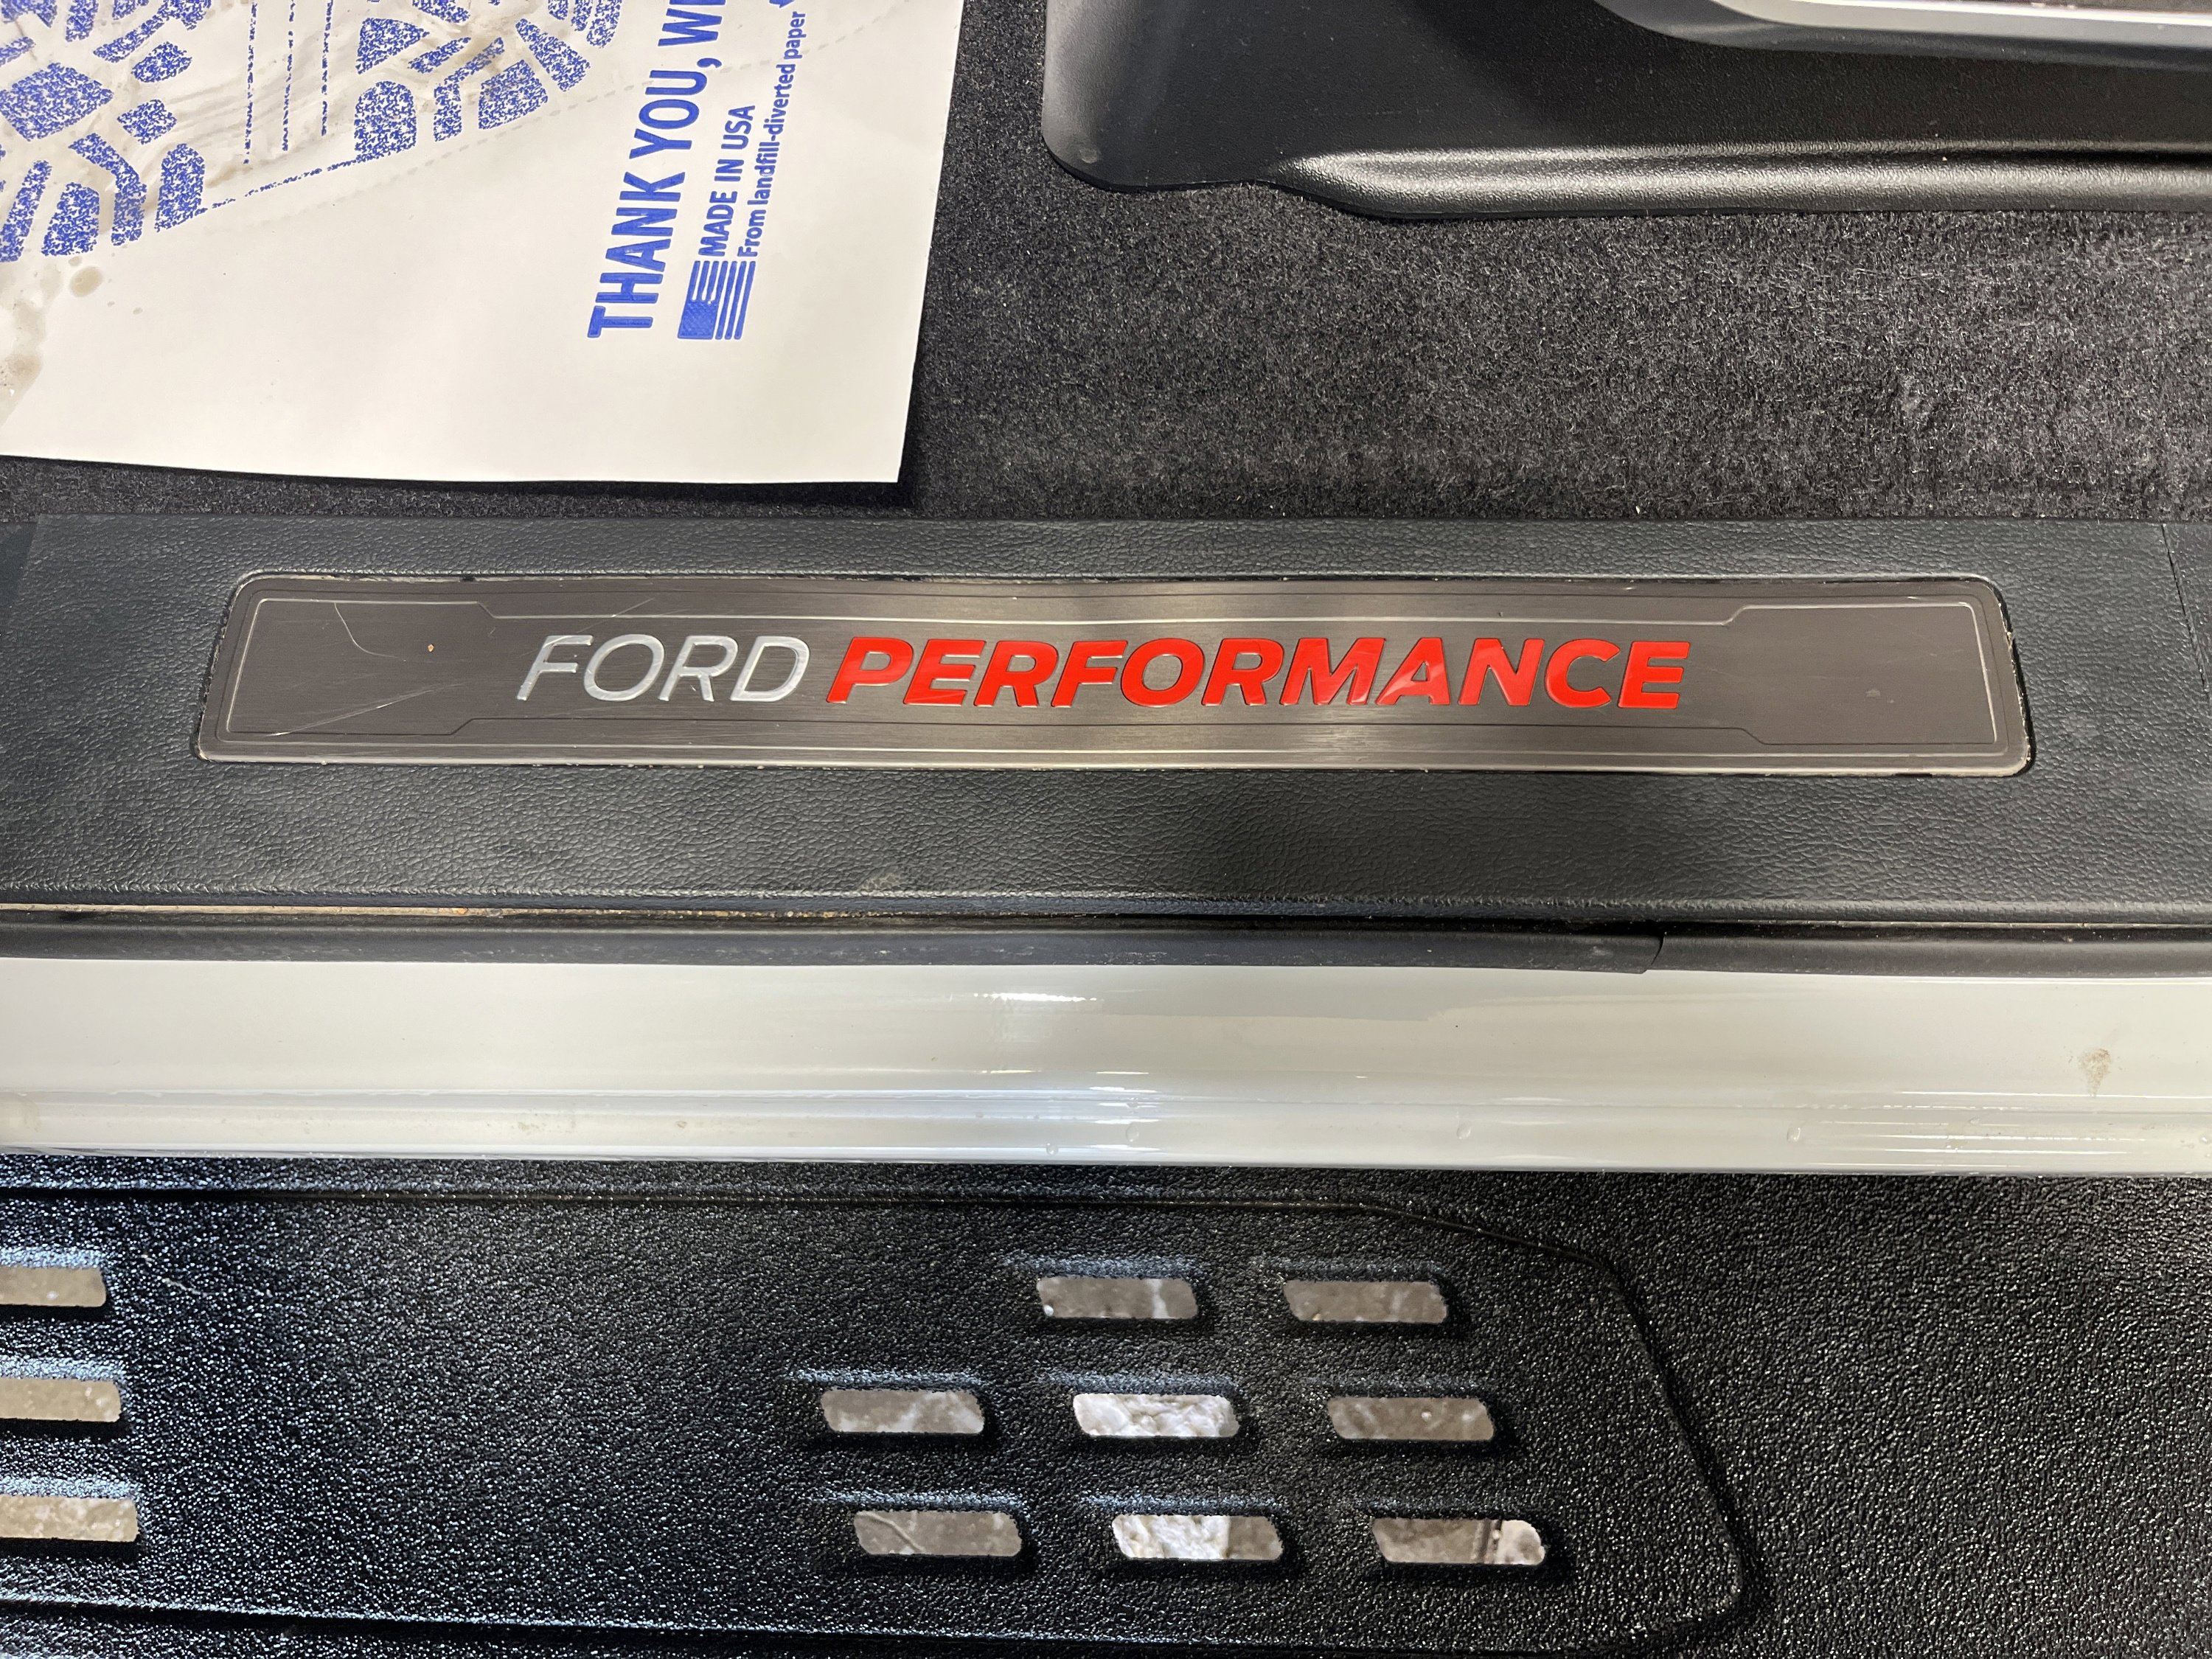 THANK YOU,
MADE IN USA
From landfill-diverted paper
FORD PERFORMANCE